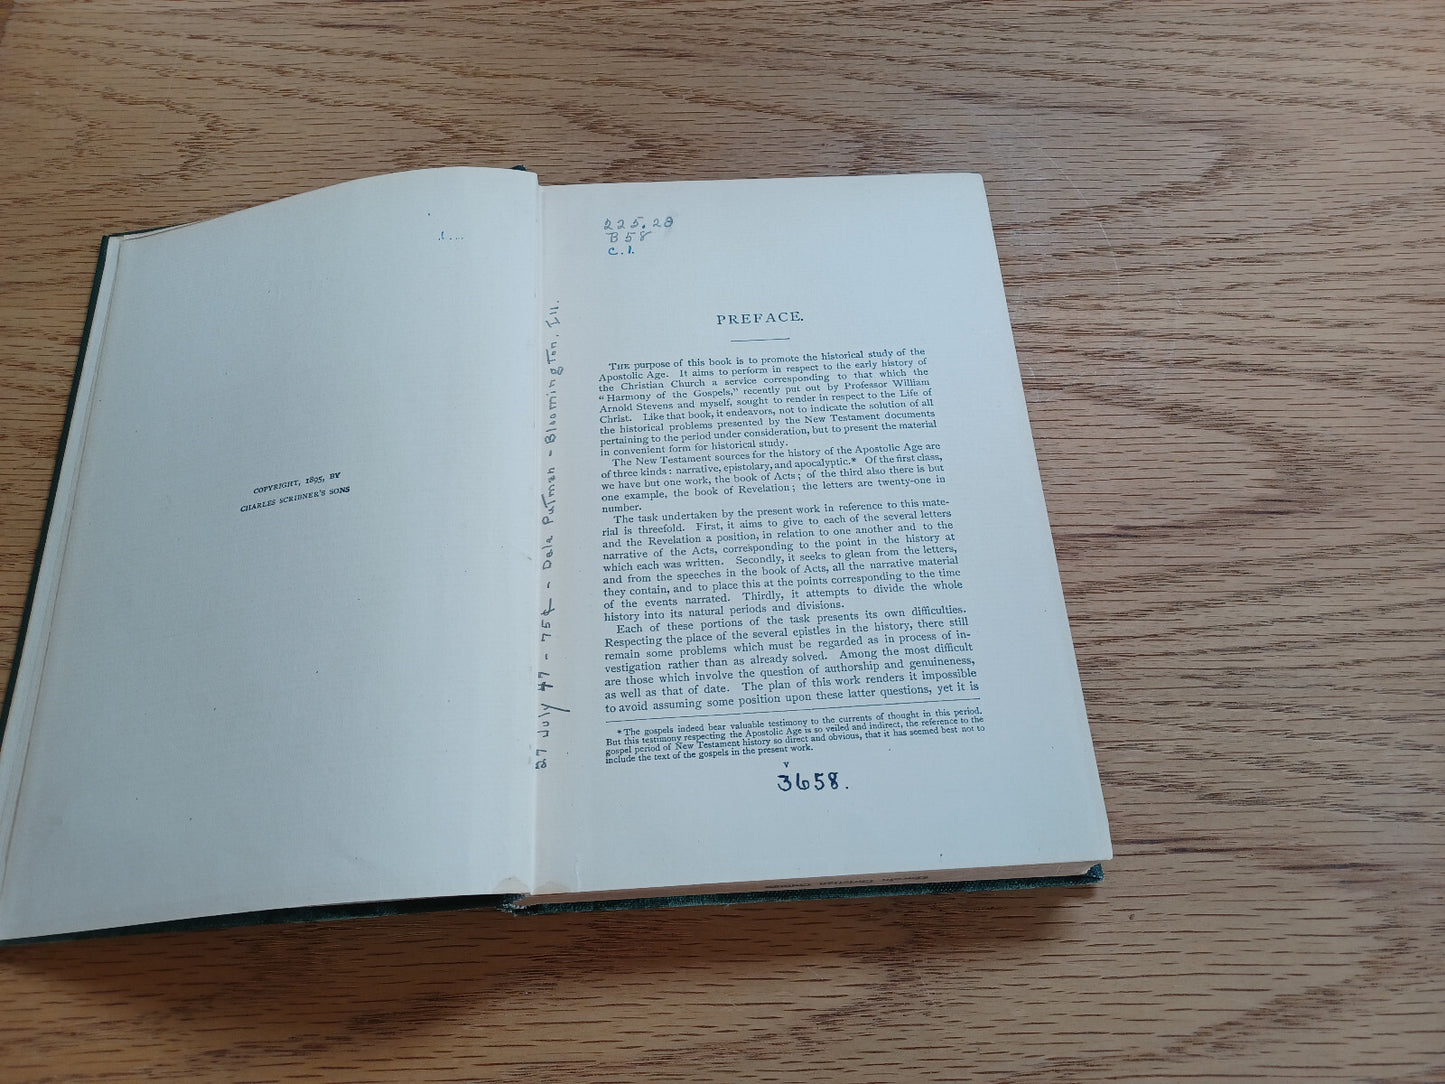 COPYRIGHT, 1895, BY
CHARLES SCRIBNER'S SONS
27 July 47 - 75¢ - Dale Putman - Bloomington, Ill.
225.28
B58
C.1.
PREFACE.
THE purpose of this book is to promote the historical study of the
Apostolic Age. It aims to perform in respect to the early history of
the Christian Church a service corresponding to that which the
"Harmony of the Gospels," recently put out by Professor William
Arnold Stevens and myself, sought to render in respect to the Life of
Christ. Like that book, it endeavors, not to indicate the solution of all
the historical problems presented by the New Testament documents
pertaining to the period under consideration, but to present the material
in convenient form for historical study.
The New Testament sources for the history of the Apostolic Age are
of three kinds: narrative, epistolary, and apocalyptic.* Of the first class,
we have but one work, the book of Acts; of the third also there is but
one example, the book of Revelation; the letters are twenty-one in
number.
The task undertaken by the present work in reference to this mate-
rial is threefold. First, it aims to give to each of the several letters
and the Revelation a position, in relation to one another and to the
narrative of the Acts, corresponding to the point in the history at
which each was written. Secondly, it seeks to glean from the letters,
and from the speeches in the book of Acts, all the narrative material
they contain, and to place this at the points corresponding to the time
of the events narrated. Thirdly, it attempts to divide the whole
history into its natural periods and divisions.
Each of these portions of the task presents its own difficulties.
Respecting the place of the several epistles in the history, there still
remain some problems which must be regarded as in process of in-
vestigation rather than as already solved. Among the most difficult
are those which involve the question of authorship and genuineness,
as well as that of date. The plan of this work renders it impossible
to avoid assuming some position upon these latter questions, yet it is
* The gospels indeed bear valuable testimony to the currents of thought in this period.
But this testimony respecting the Apostolic Age is so veiled and indirect, the reference to the
gospel period of New Testament history so direct and obvious, that it has seemed best not to
include the text of the gospels in the present work.
v
3658.